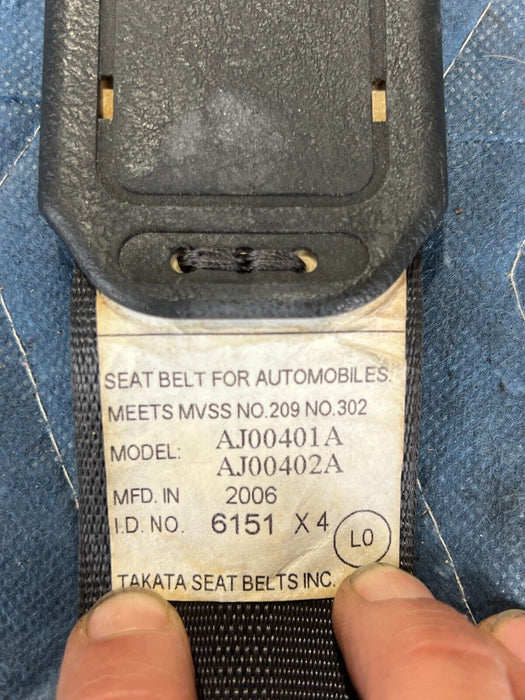 SEAT BELT FOR AUTOMOBILES.
MEETS MVSS NO.209 NO.302
MODEL: AJ00401A
AJ00402A
MFD. IN 2006
I.D. NO. 6151 X 4
LO
TAKATA SEAT BELTS INC.